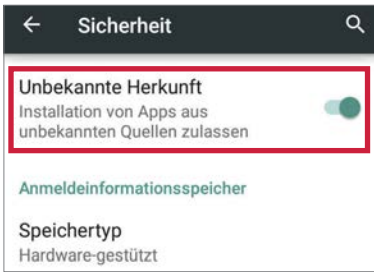 Sicherheit
Unbekannte Herkunft
Installation von Apps aus
unbekannten Quellen zulassen
Anmeldeinformationsspeicher
Speichertyp
Hardware-gestützt